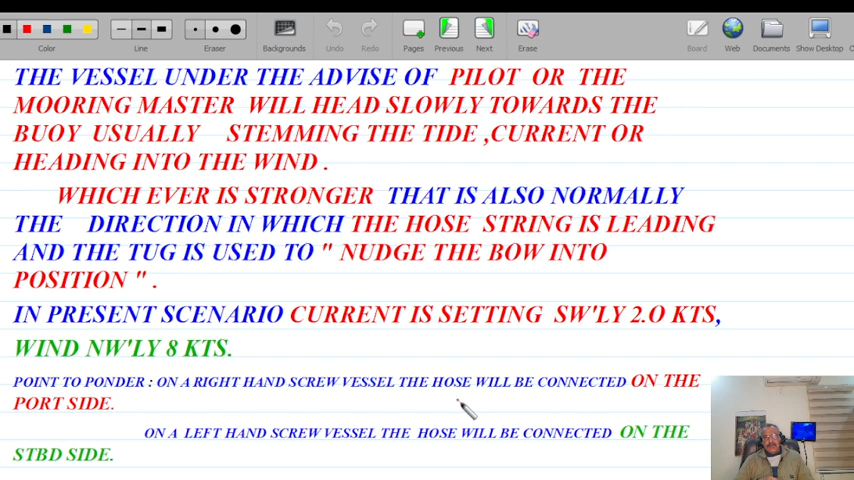 Color
Line
Eraser
Backgrounds
Undo
Redo
Pages
Previous
Next
Erase
Board
Web
Documents
Show Desktop
THE VESSEL UNDER THE ADVISE OF PILOT OR THE
MOORING MASTER WILL HEAD SLOWLY TOWARDS THE
BUOY USUALLY STEMMING THE TIDE ,CURRENT OR
HEADING INTO THE WIND .
WHICH EVER IS STRONGER THAT IS ALSO NORMALLY
THE DIRECTION IN WHICH THE HOSE STRING IS LEADING
AND THE TUG IS USED TO " NUDGE THE BOW INTO
POSITION " .
IN PRESENT SCENARIO CURRENT IS SETTING SW'LY 2.O KTS,
WIND NW'LY 8 KTS.
POINT TO PONDER : ON A RIGHT HAND SCREW VESSEL THE HOSE WILL BE CONNECTED ON THE
PORT SIDE.
ON A LEFT HAND SCREW VESSEL THE HOSE WILL BE CONNECTED ON THE
STBD SIDE.